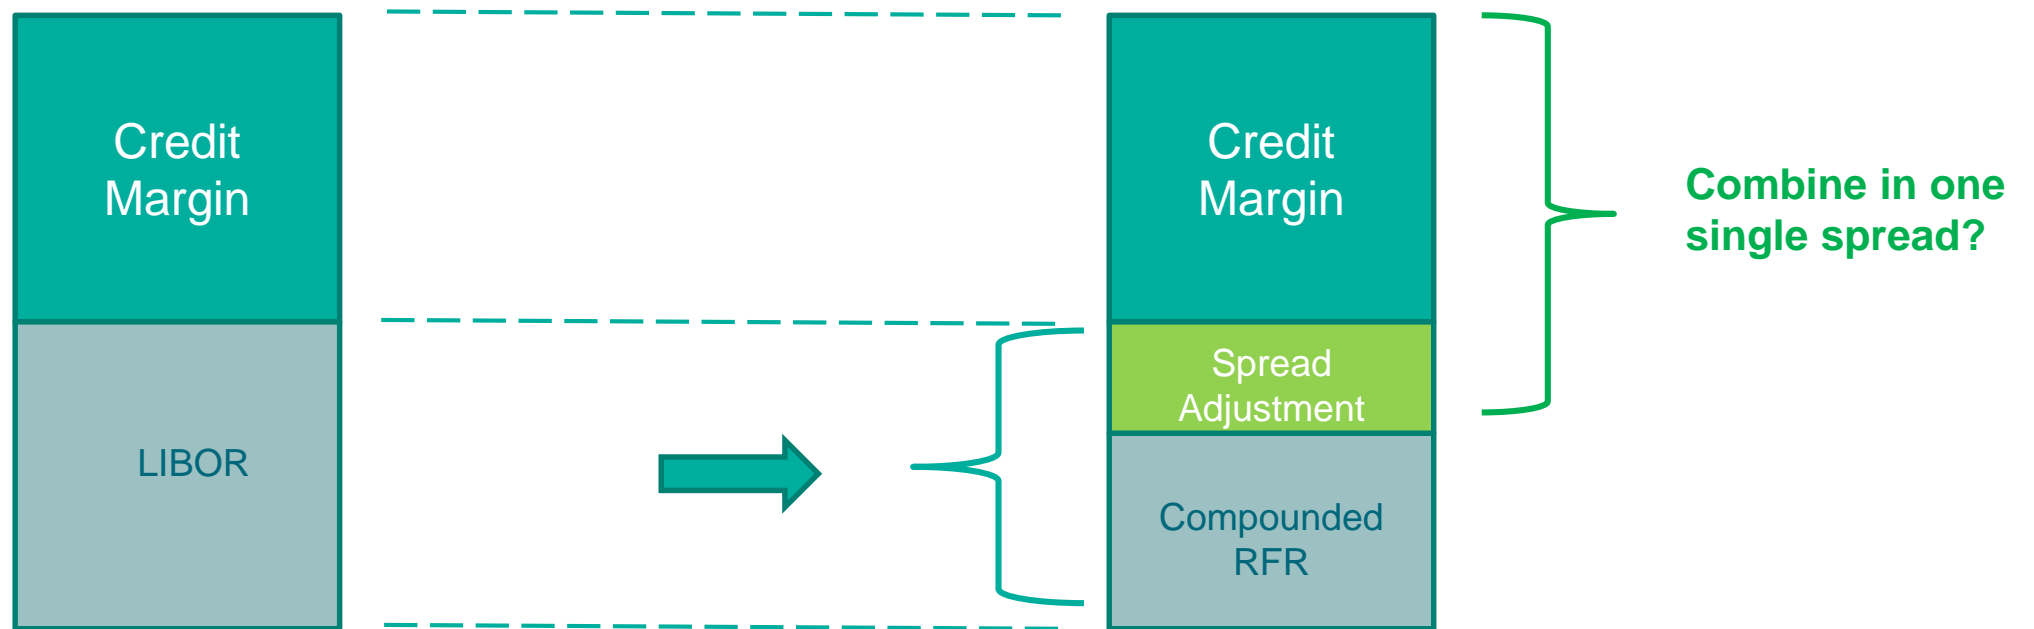 Credit
Margin
LIBOR
Credit
Margin
Spread
Adjustment
Compounded
RFR
Combine in one
single spread?